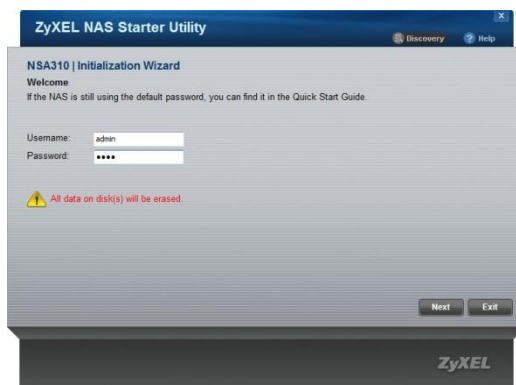 ZyXEL NAS Starter Utility
Discovery
Help
NSA310 | Initialization Wizard
Welcome
If the NAS is still using the default password, you can find it in the Quick Start Guide.
Username: admin
Password: ●●●●
All data on disk(s) will be erased.
Next Exit
ZyXEL